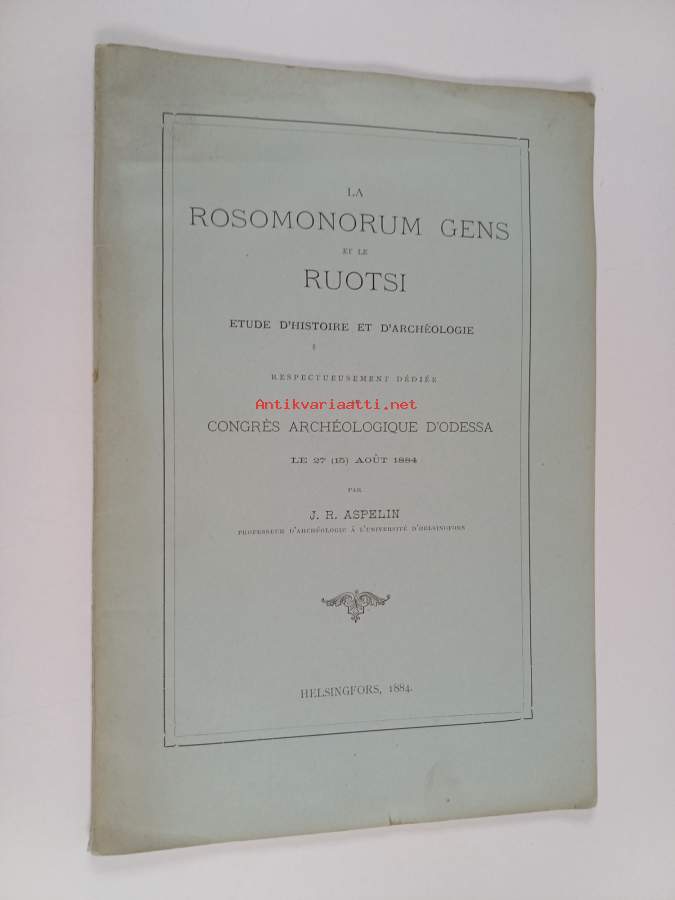 LA
ROSOMONORUM GENS
ET LE
RUOTSI
ETUDE D'HISTOIRE ET D'ARCHÉOLOGIE
RESPECTUEUSEMENT DÉDIÉE
Antikvariaatti.net
CONGRÈS ARCHÉOLOGIQUE D'ODESSA
LE 27 (15) AOÛT 1884
PAR
J. R. ASPELIN
PROFESSEUR D'ARCHÉOLOGIE À L'UNIVERSITÉ D'HELSINGFORS
HELSINGFORS, 1884.